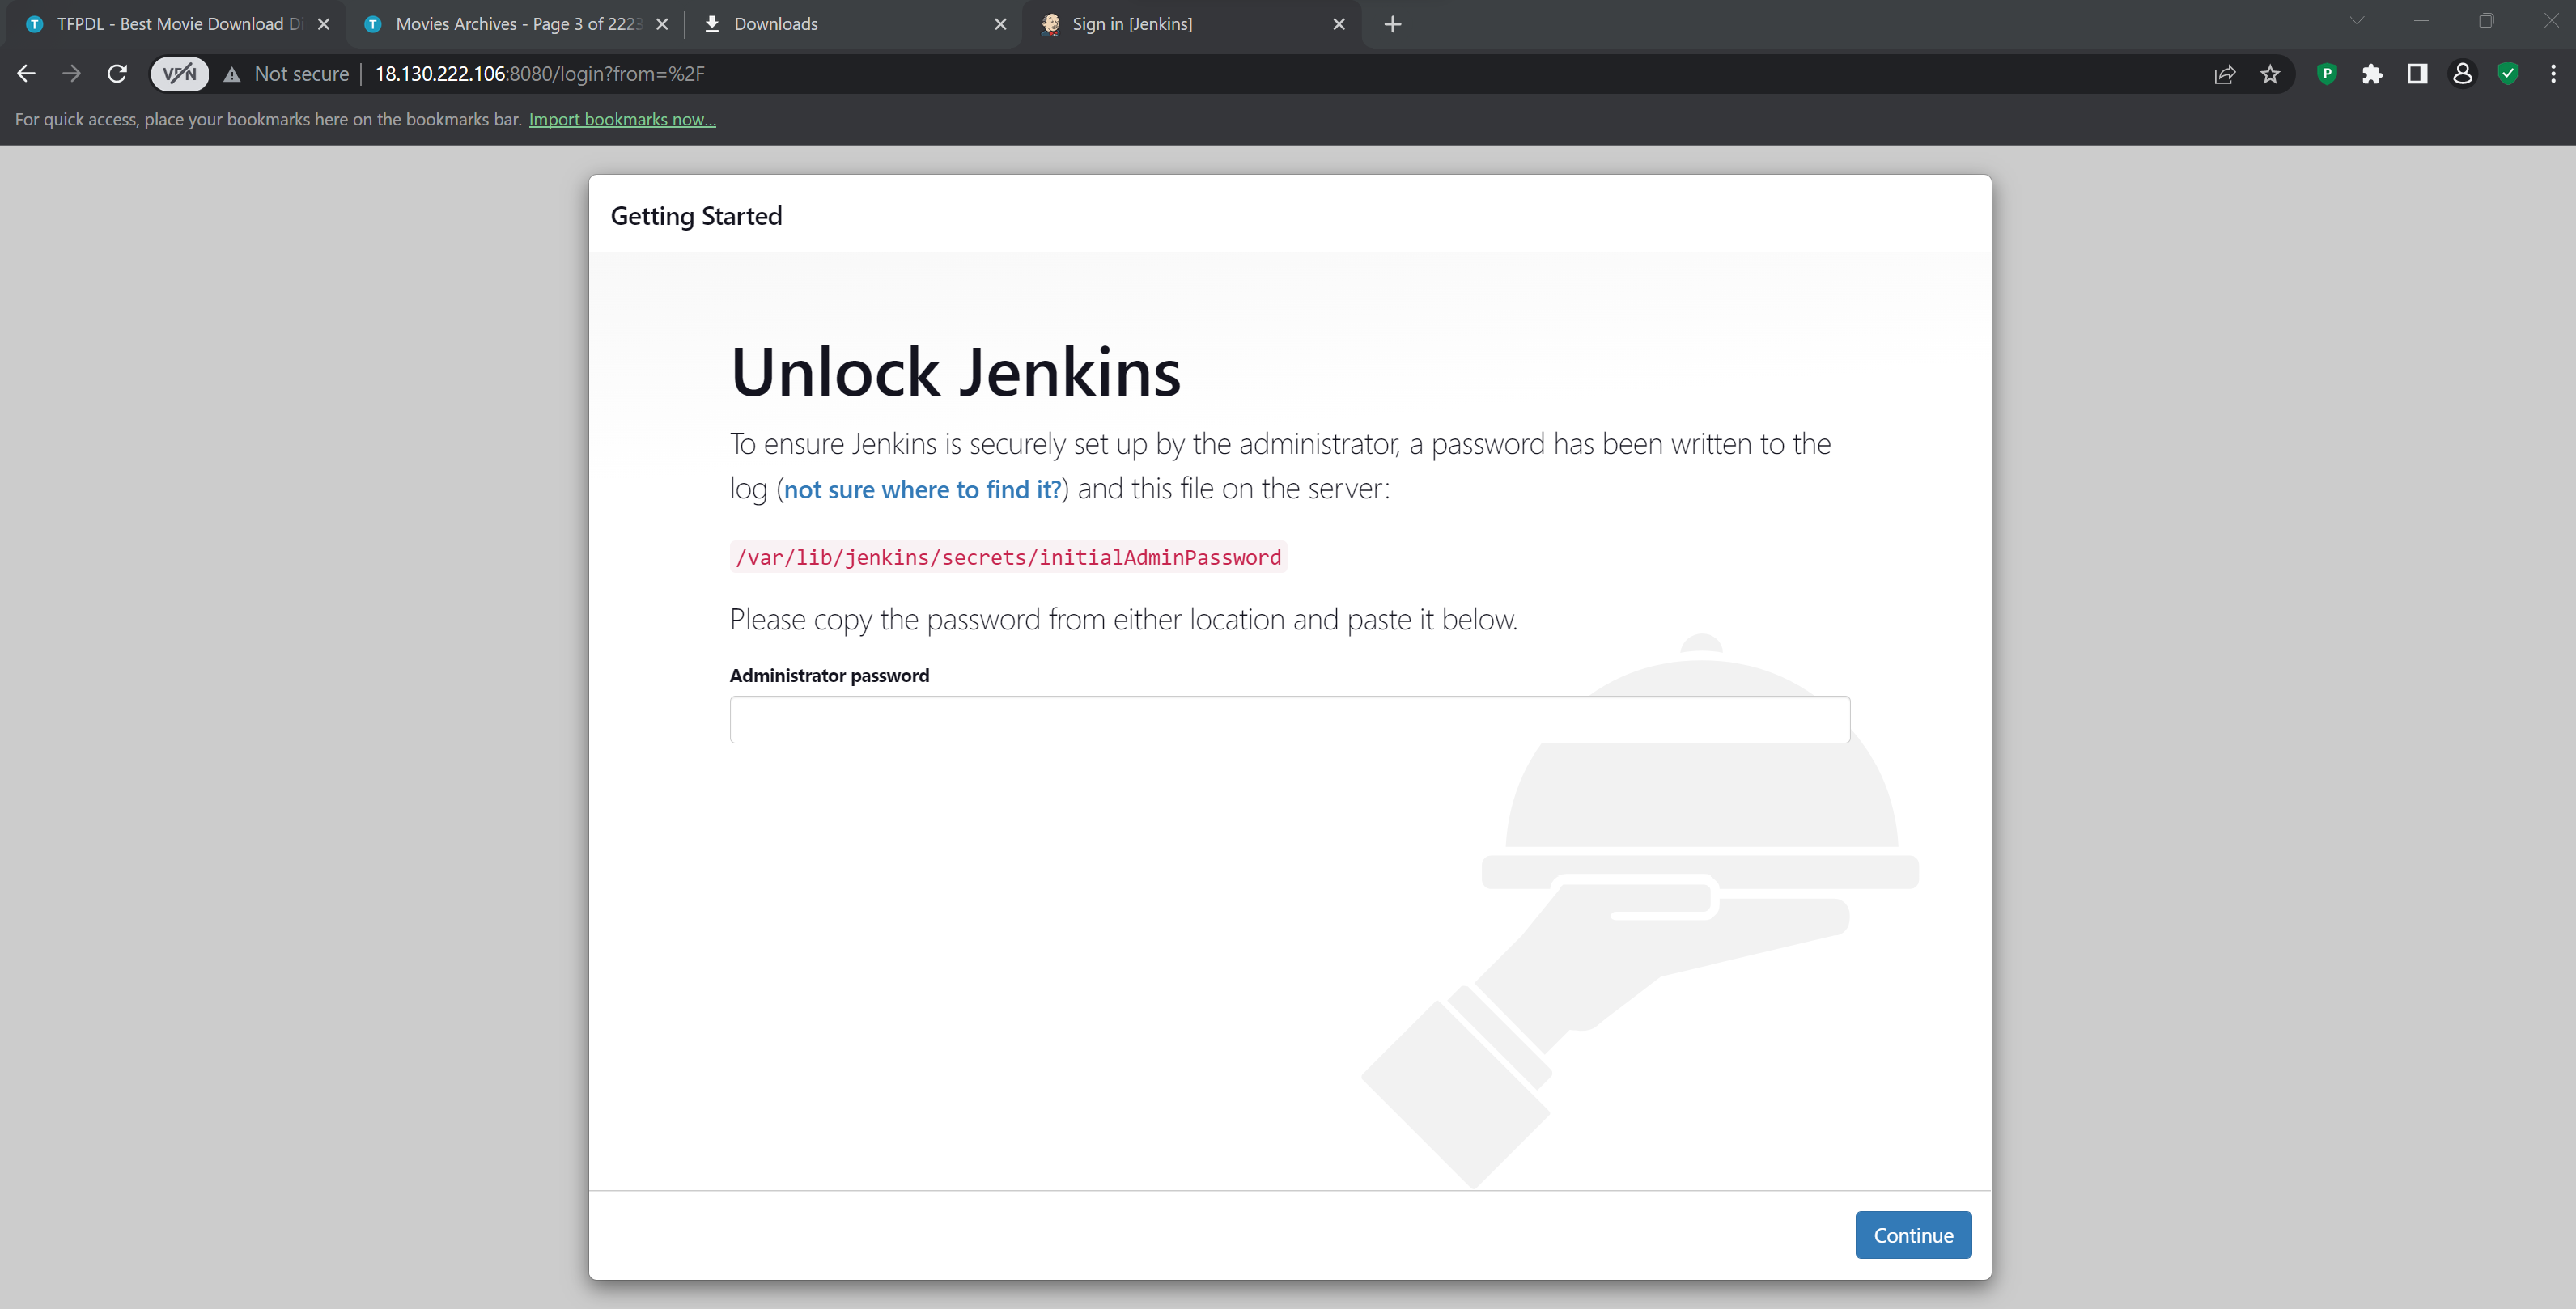 TFPDL - Best Movie Download Di
Movies Archives - Page 3 of 2223
Downloads
Sign in [Jenkins]
VPN
Not secure
18.130.222.106:8080/login?from=%2F
For quick access, place your bookmarks here on the bookmarks bar. Import bookmarks now...
Getting Started
Unlock Jenkins
To ensure Jenkins is securely set up by the administrator, a password has been written to the
log (not sure where to find it?) and this file on the server:
/var/lib/jenkins/secrets/initialAdminPassword
Please copy the password from either location and paste it below.
Administrator password
Continue